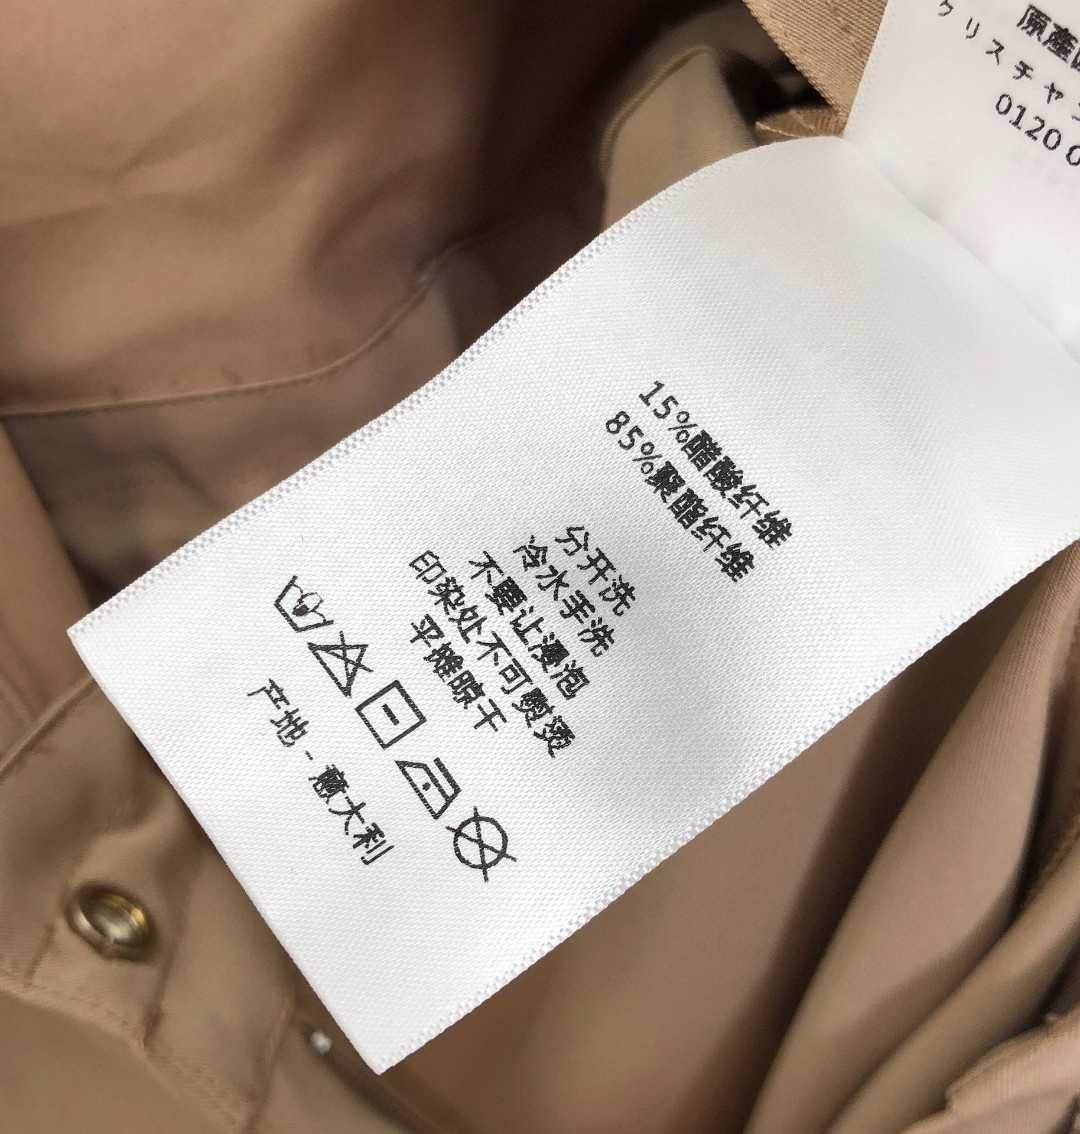 15%醋酸纤维
85%聚酯纤维
分开洗
冷水手洗
不要让浸泡
印染处不可熨烫
平摊晾干
产地 - 意大利
原產
クリスチャ
0120 0